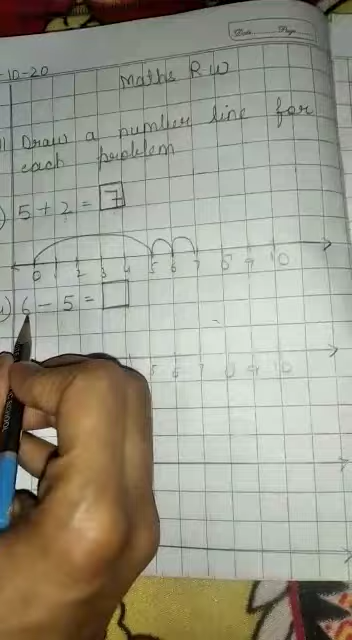 -10-20
Date........ Page........
Maths R.W
Draw a number line for
each problem
) 5 + 2 = 7
0 1 2 3 4 5 6 7 8 9 10
) 6 - 5 =
5 6 7 8 9 10